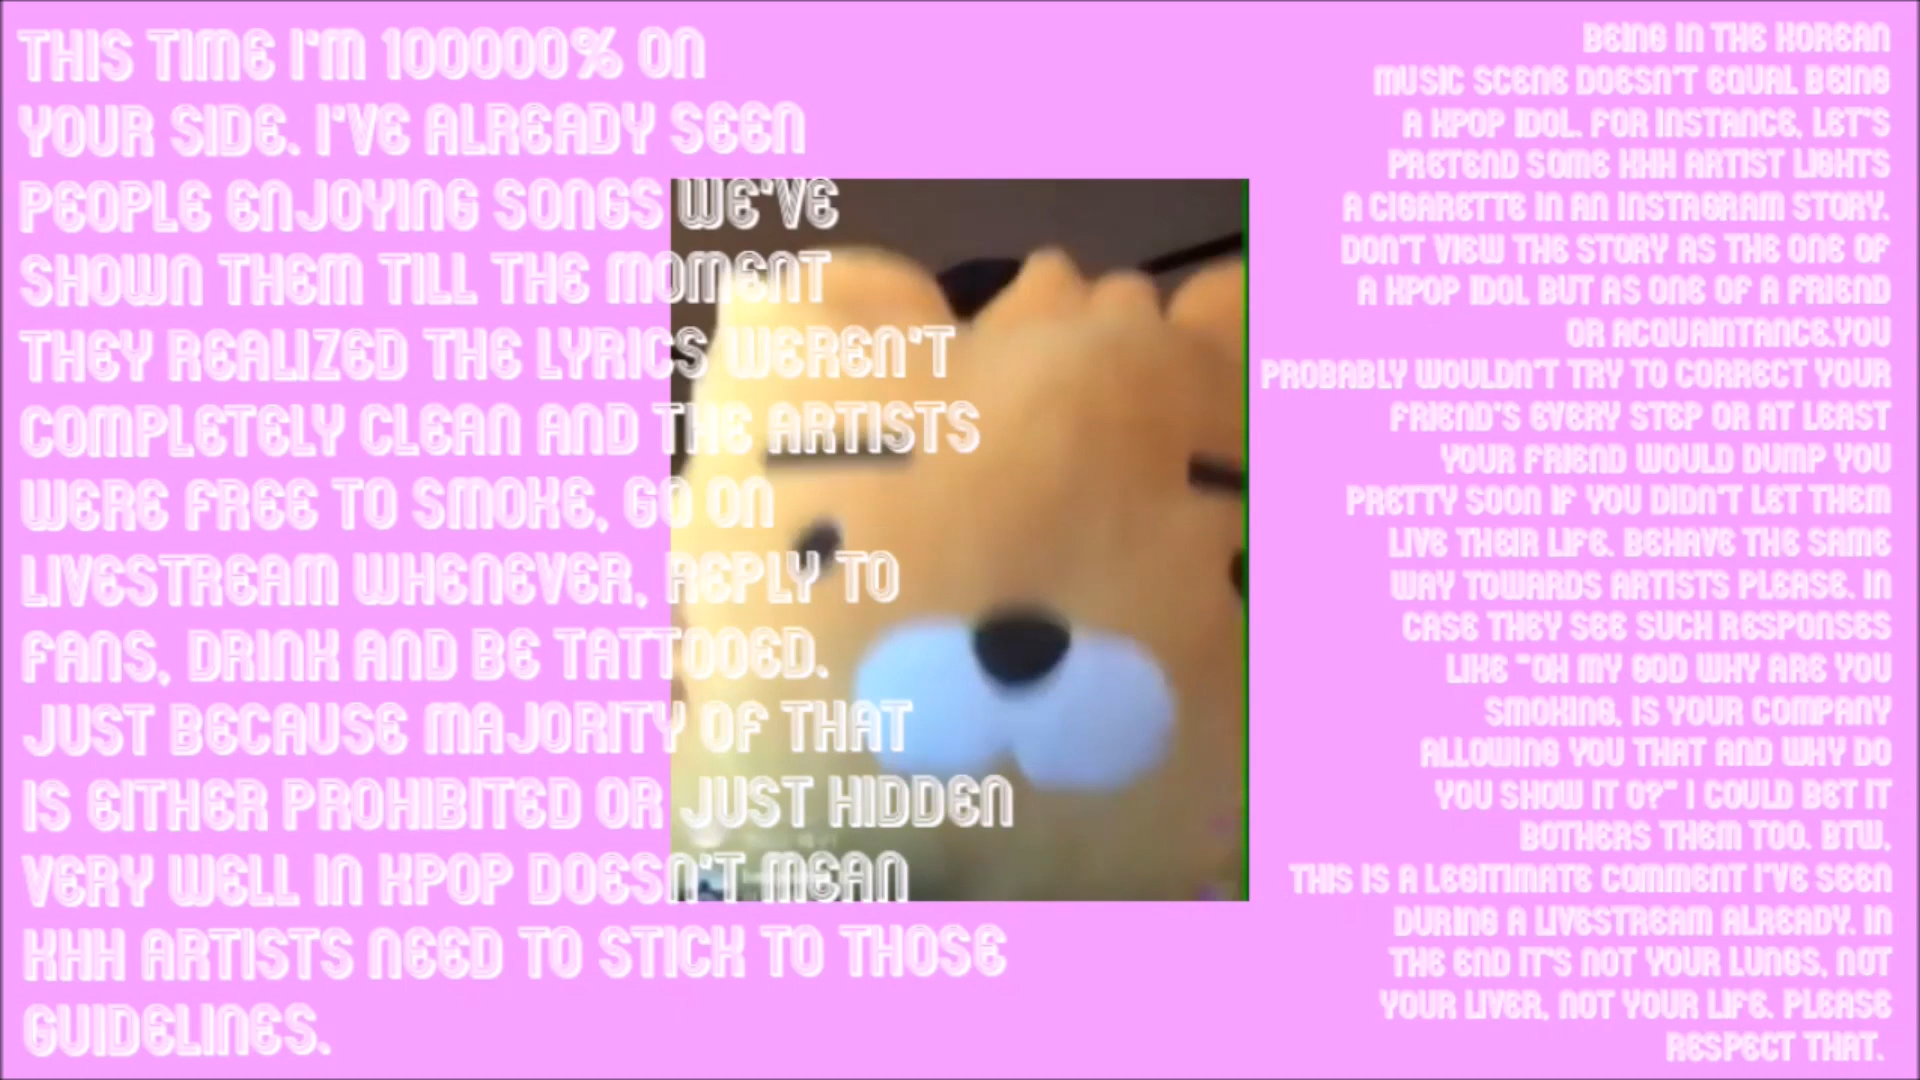 THIS TIME I'M 100000% ON
YOUR SIDE. I'VE ALREADY SEEN
PEOPLE ENJOYING SONGS WE'VE
SHOWN THEM TILL THE MOMENT
THEY REALIZED THE LYRICS WEREN'T
COMPLETELY CLEAN AND THE ARTISTS
WERE FREE TO SMOKE, GO ON
LIVESTREAM WHENEVER, REPLY TO
FANS, DRINK AND BE TATTOOED.
JUST BECAUSE MAJORITY OF THAT
IS EITHER PROHIBITED OR JUST HIDDEN
VERY WELL IN KPOP DOESN'T MEAN
KHH ARTISTS NEED TO STICK TO THOSE
GUIDELINES.
BEING IN THE KOREAN
MUSIC SCENE DOESN'T EQUAL BEING
A KPOP IDOL. FOR INSTANCE, LET'S
PRETEND SOME KHH ARTIST LIGHTS
A CIGARETTE IN AN INSTAGRAM STORY.
DON'T VIEW THE STORY AS THE ONE OF
A KPOP IDOL BUT AS ONE OF A FRIEND
OR ACQUAINTANCE.YOU
PROBABLY WOULDN'T TRY TO CORRECT YOUR
FRIEND'S EVERY STEP OR AT LEAST
YOUR FRIEND WOULD DUMP YOU
PRETTY SOON IF YOU DIDN'T LET THEM
LIVE THEIR LIFE. BEHAVE THE SAME
WAY TOWARDS ARTISTS PLEASE. IN
CASE THEY SEE SUCH RESPONSES
LIKE "OH MY GOD WHY ARE YOU
SMOKING, IS YOUR COMPANY
ALLOWING YOU THAT AND WHY DO
YOU SHOW IT O?" I COULD BET IT
BOTHERS THEM TOO. BTW,
THIS IS A LEGITIMATE COMMENT I'VE SEEN
DURING A LIVESTREAM ALREADY. IN
THE END IT'S NOT YOUR LUNGS, NOT
YOUR LIVER, NOT YOUR LIFE. PLEASE
RESPECT THAT.